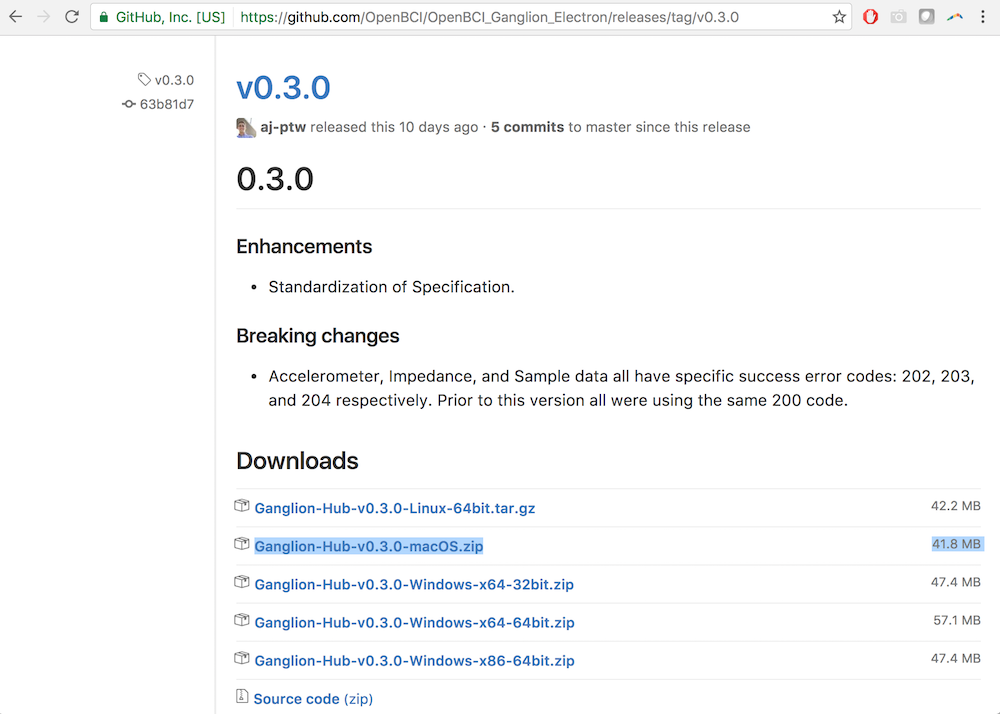 GitHub, Inc. [US] https://github.com/OpenBCI/OpenBCI_Ganglion_Electron/releases/tag/v0.3.0
v0.3.0
63b81d7
v0.3.0
aj-ptw released this 10 days ago · 5 commits to master since this release
0.3.0
Enhancements
• Standardization of Specification.
Breaking changes
• Accelerometer, Impedance, and Sample data all have specific success error codes: 202, 203,
and 204 respectively. Prior to this version all were using the same 200 code.
Downloads
Ganglion-Hub-v0.3.0-Linux-64bit.tar.gz 42.2 MB
Ganglion-Hub-v0.3.0-macOS.zip 41.8 MB
Ganglion-Hub-v0.3.0-Windows-x64-32bit.zip 47.4 MB
Ganglion-Hub-v0.3.0-Windows-x64-64bit.zip 57.1 MB
Ganglion-Hub-v0.3.0-Windows-x86-64bit.zip 47.4 MB
Source code (zip)